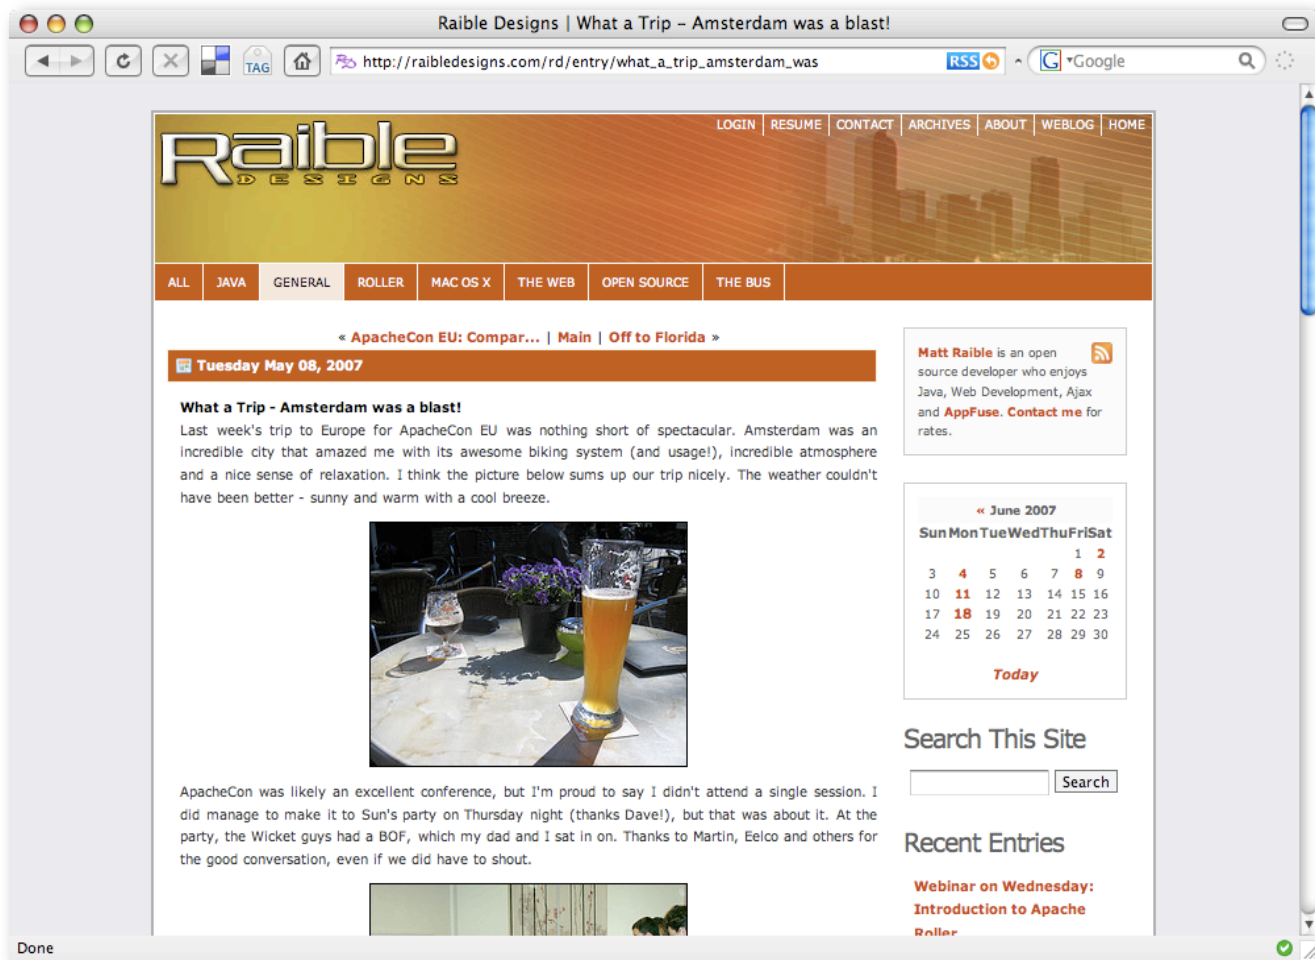 Raible Designs | What a Trip – Amsterdam was a blast!
TAG
http://raibledesigns.com/rd/entry/what_a_trip_amsterdam_was
RSS
G
Google
Raible
DESIGNS
LOGIN | RESUME | CONTACT | ARCHIVES | ABOUT | WEBLOG | HOME
ALL JAVA GENERAL ROLLER MAC OS X THE WEB OPEN SOURCE THE BUS
« ApacheCon EU: Compar... | Main | Off to Florida »
Tuesday May 08, 2007
What a Trip - Amsterdam was a blast!
Last week's trip to Europe for ApacheCon EU was nothing short of spectacular. Amsterdam was an
incredible city that amazed me with its awesome biking system (and usage!), incredible atmosphere
and a nice sense of relaxation. I think the picture below sums up our trip nicely. The weather couldn't
have been better - sunny and warm with a cool breeze.
ApacheCon was likely an excellent conference, but I'm proud to say I didn't attend a single session. I
did manage to make it to Sun's party on Thursday night (thanks Dave!), but that was about it. At the
party, the Wicket guys had a BOF, which my dad and I sat in on. Thanks to Martin, Eelco and others for
the good conversation, even if we did have to shout.
Matt Raible is an open
source developer who enjoys
Java, Web Development, Ajax
and AppFuse. Contact me for
rates.
« June 2007
Sun Mon Tue Wed Thu Fri Sat
1 2
3 4 5 6 7 8 9
10 11 12 13 14 15 16
17 18 19 20 21 22 23
24 25 26 27 28 29 30
Today
Search This Site
Search
Recent Entries
Webinar on Wednesday:
Introduction to Apache
Roller
Done